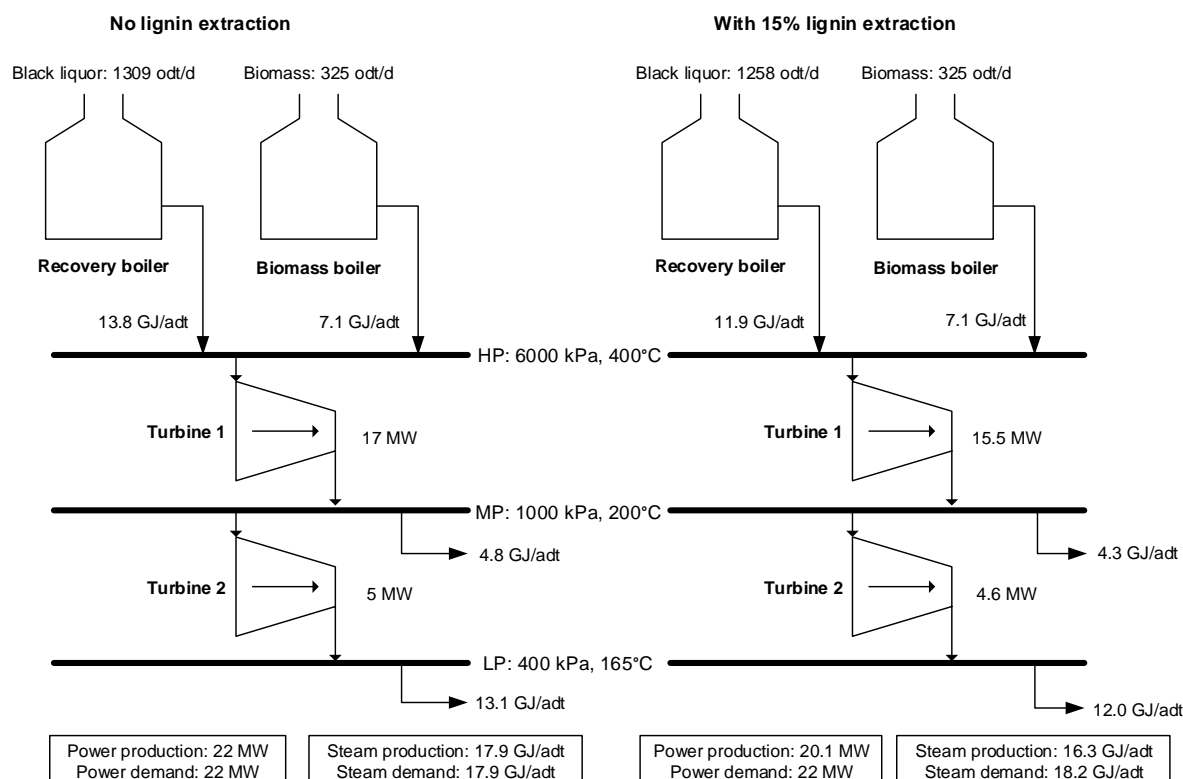 No lignin extraction
With 15% lignin extraction
Black liquor: 1309 odt/d
Biomass: 325 odt/d
Black liquor: 1258 odt/d
Biomass: 325 odt/d
Recovery boiler
Biomass boiler
Recovery boiler
Biomass boiler
13.8 GJ/adt
7.1 GJ/adt
11.9 GJ/adt
7.1 GJ/adt
HP: 6000 kPa, 400°C
Turbine 1
17 MW
Turbine 1
15.5 MW
MP: 1000 kPa, 200°C
4.8 GJ/adt
4.3 GJ/adt
Turbine 2
5 MW
Turbine 2
4.6 MW
LP: 400 kPa, 165°C
13.1 GJ/adt
12.0 GJ/adt
Power production: 22 MW
Power demand: 22 MW
Steam production: 17.9 GJ/adt
Steam demand: 17.9 GJ/adt
Power production: 20.1 MW
Power demand: 22 MW
Steam production: 16.3 GJ/adt
Steam demand: 18.2 GJ/adt